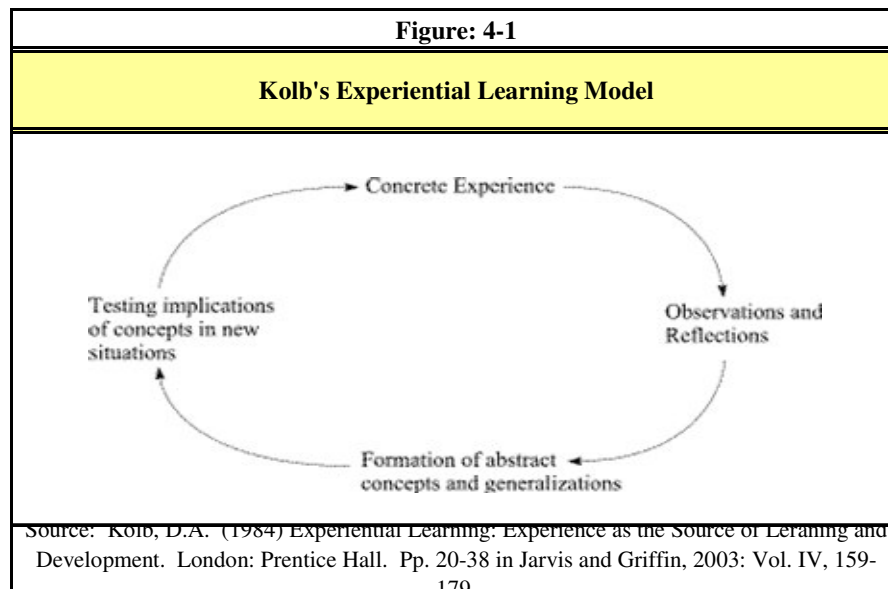 Figure: 4-1
Kolb's Experiential Learning Model
Concrete Experience
Testing implications
of concepts in new
situations
Observations and
Reflections
Formation of abstract
concepts and generalizations
Source: Kolb, D.A. (1984) Experiential Learning: Experience as the Source of Leraning and
Development. London: Prentice Hall. Pp. 20-38 in Jarvis and Griffin, 2003: Vol. IV, 159-
179